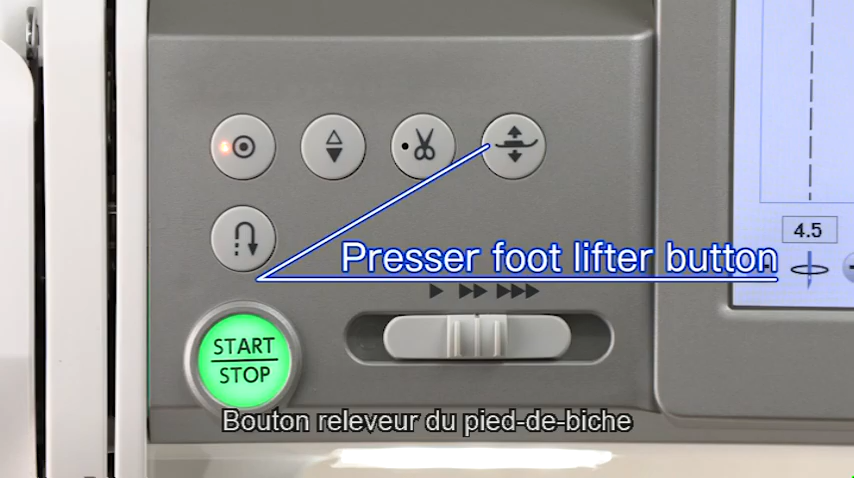 4.5
Presser foot lifter button
START
STOP
Bouton releveur du pied-de-biche